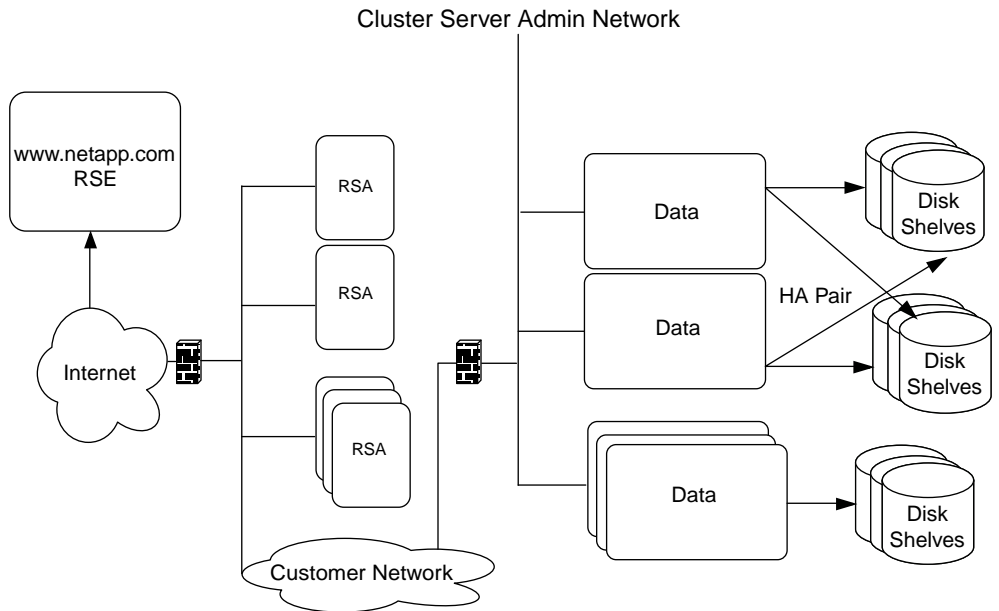 Cluster Server Admin Network
www.netapp.com
RSE
Internet
RSA
RSA
RSA
Customer Network
Data
Data
HA Pair
Data
Disk
Shelves
Disk
Shelves
Disk
Shelves